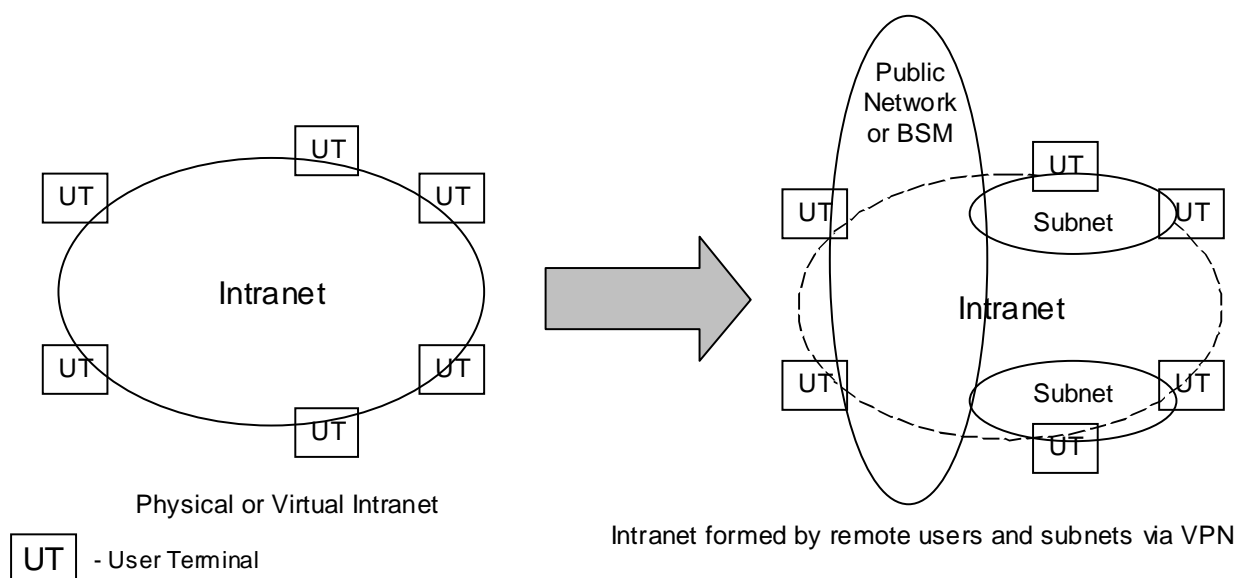 UT
UT
UT
Intranet
UT
UT
UT
Physical or Virtual Intranet
UT - User Terminal
Public
Network
or BSM
UT
UT
UT
Subnet
Intranet
UT
UT
Subnet
UT
Intranet formed by remote users and subnets via VPN